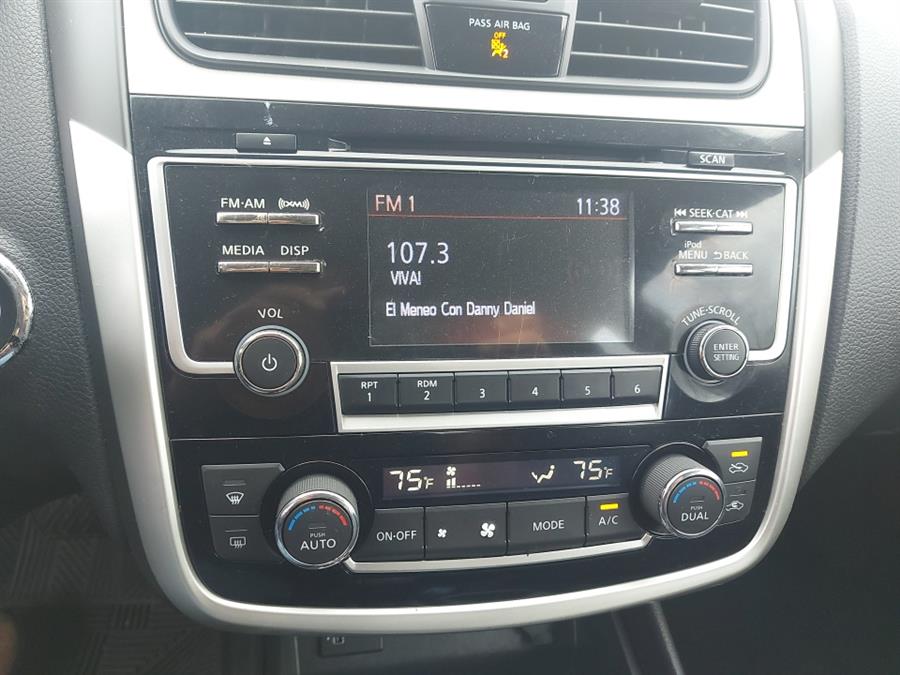 PASS AIR BAG
OFF
2
SCAN
FM·AM
((XM))
FM 1
11:38
SEEK·CAT
MEDIA
DISP
107.3
VIVA!
iPod
MENU
BACK
El Meneo Con Danny Daniel
VOL
TUNE·SCROLL
ENTER
SETTING
RPT
1
RDM
2
3
4
5
6
75°F
75°F
PUSH
AUTO
ON·OFF
MODE
A/C
PUSH
DUAL